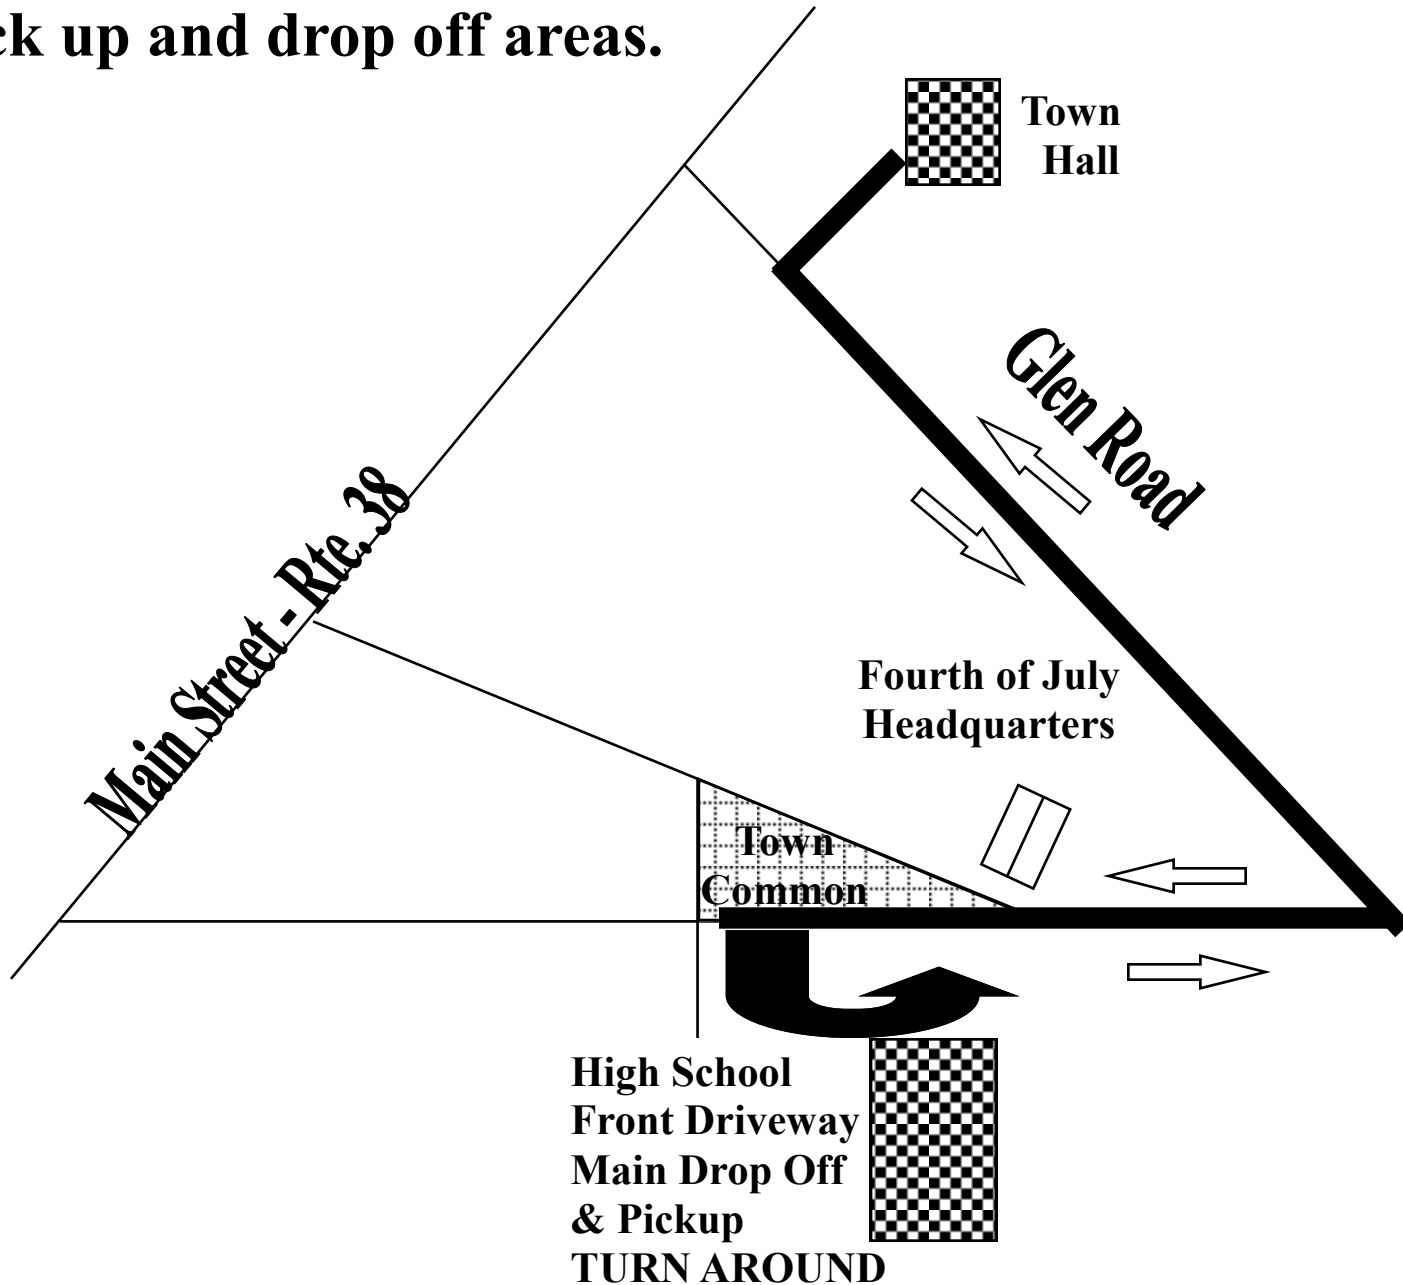 ck up and drop off areas.
Town
Hall
Glen Road
Main Street - Rte. 38
Fourth of July
Headquarters
Town
Common
High School
Front Driveway
Main Drop Off
& Pickup
TURN AROUND